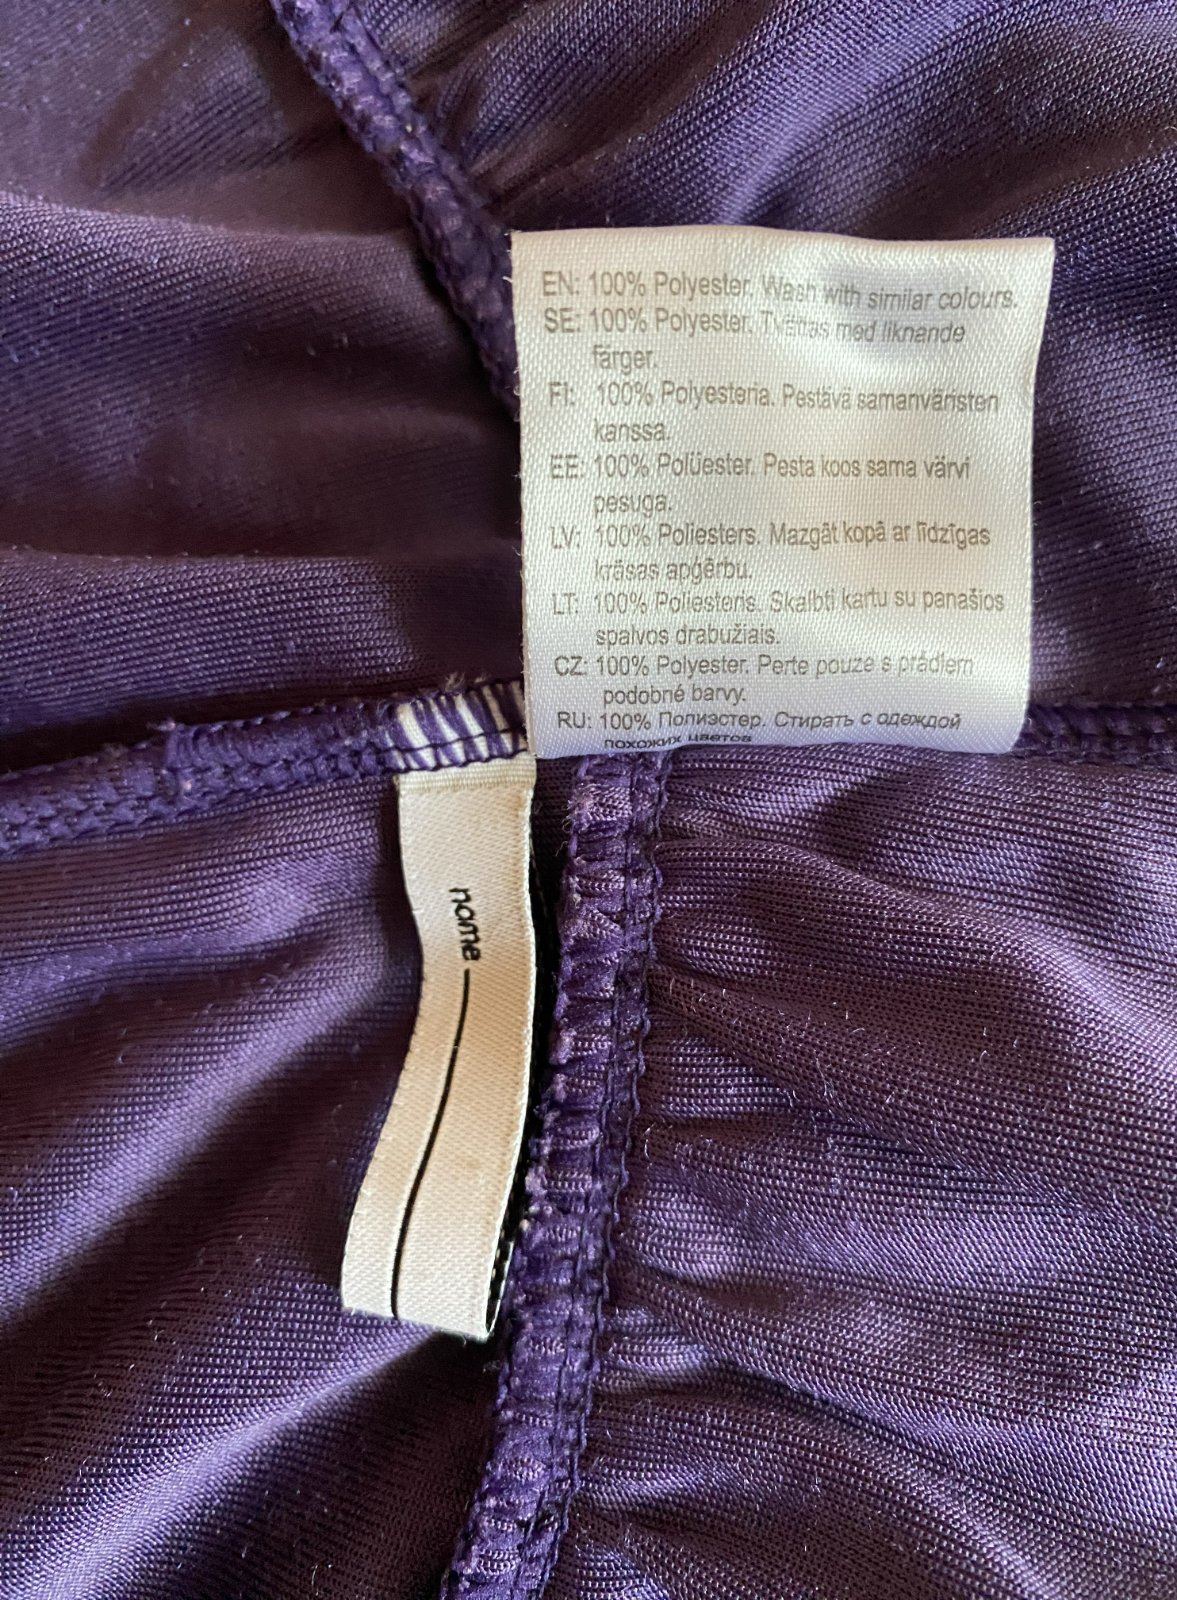 EN: 100% Polyester. Wash with similar colours.
SE: 100% Polyester. Tvättas med liknande
färger.
FI: 100% Polyesteria. Pestävä samanväristen
kanssa.
EE: 100% Polüester. Pesta koos sama värvi
pesuga.
LV: 100% Poliesters. Mazgāt kopā ar līdzīgas
krāsas apģērbu.
LT: 100% Poliesteris. Skalbti kartu su panašios
spalvos drabužiais.
CZ: 100% Polyester. Perte pouze s prádlem
podobné barvy.
RU: 100% Полиэстер. Стирать с одеждой
похожих цветов
name